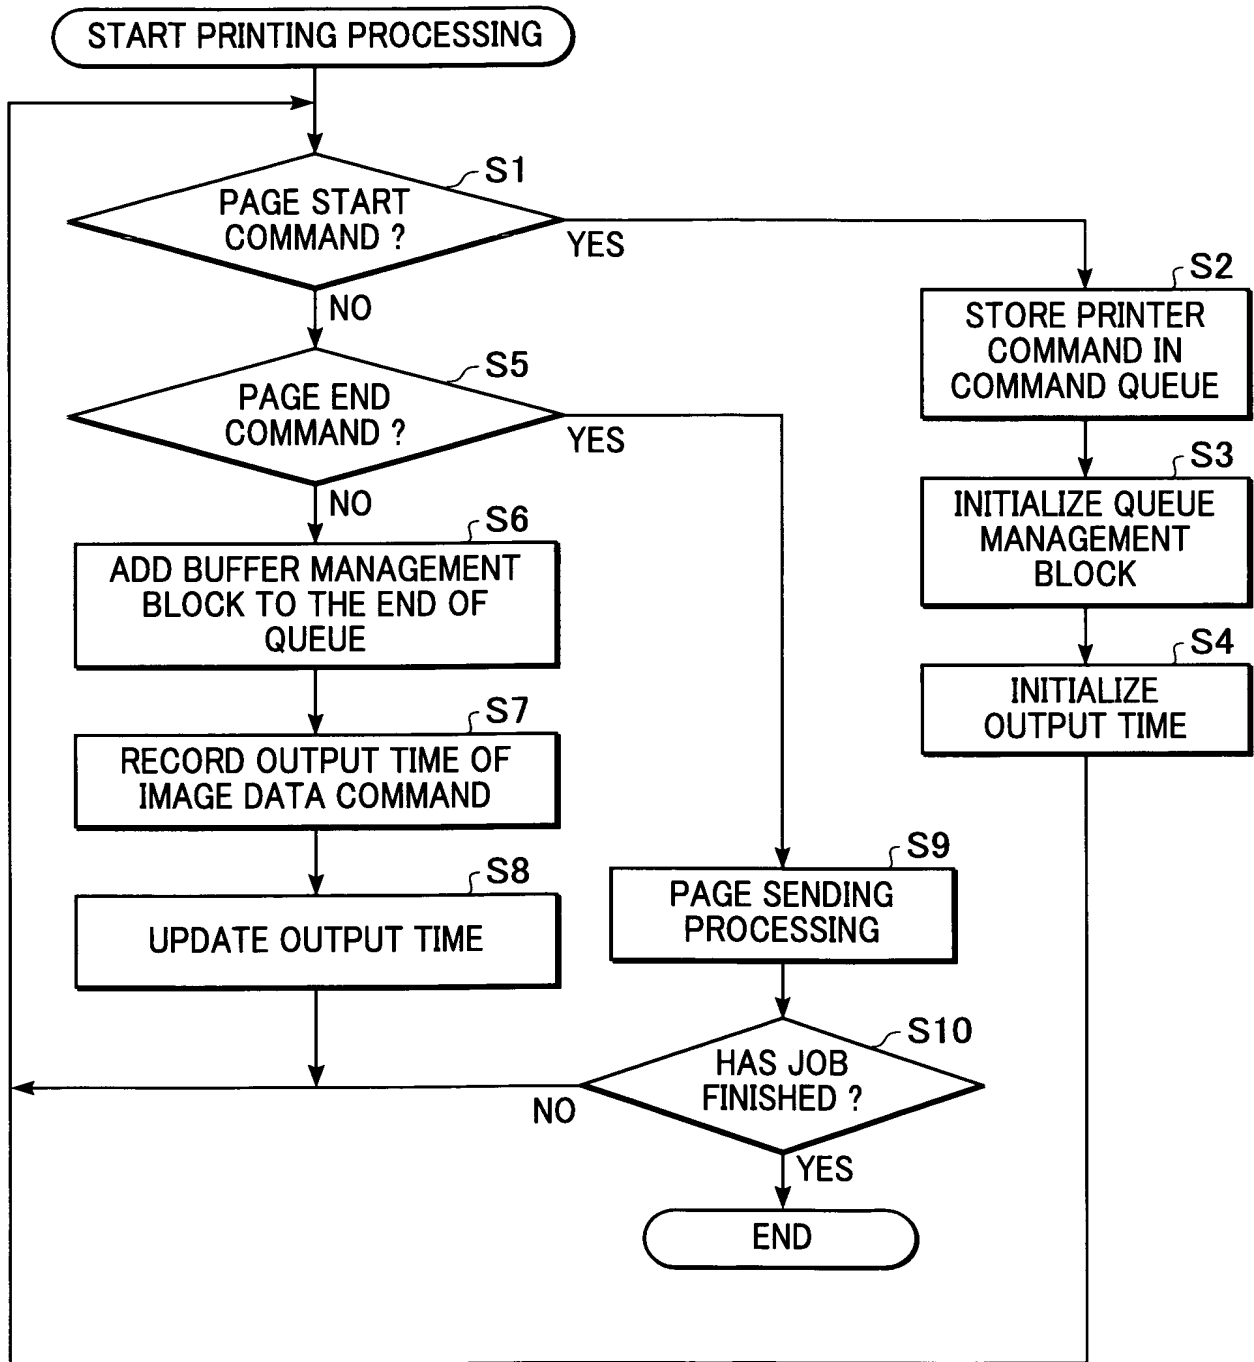 START PRINTING PROCESSING
S1
PAGE START
COMMAND ?
YES
NO
S2
STORE PRINTER
COMMAND IN
COMMAND QUEUE
S3
INITIALIZE QUEUE
MANAGEMENT
BLOCK
S4
INITIALIZE
OUTPUT TIME
S5
PAGE END
COMMAND ?
YES
NO
S6
ADD BUFFER MANAGEMENT
BLOCK TO THE END OF
QUEUE
S7
RECORD OUTPUT TIME OF
IMAGE DATA COMMAND
S8
UPDATE OUTPUT TIME
S9
PAGE SENDING
PROCESSING
S10
HAS JOB
FINISHED ?
NO
YES
END